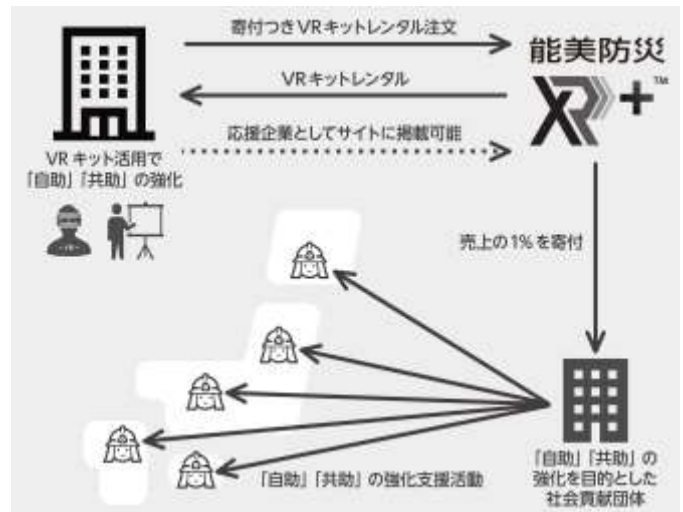 寄付つきVRキットレンタル注文
能美防災
XR+™
VRキットレンタル
応援企業としてサイトに掲載可能
VRキット活用で
「自助」「共助」の強化
売上の1%を寄付
「自助」「共助」の強化支援活動
「自助」「共助」の
強化を目的とした
社会貢献団体